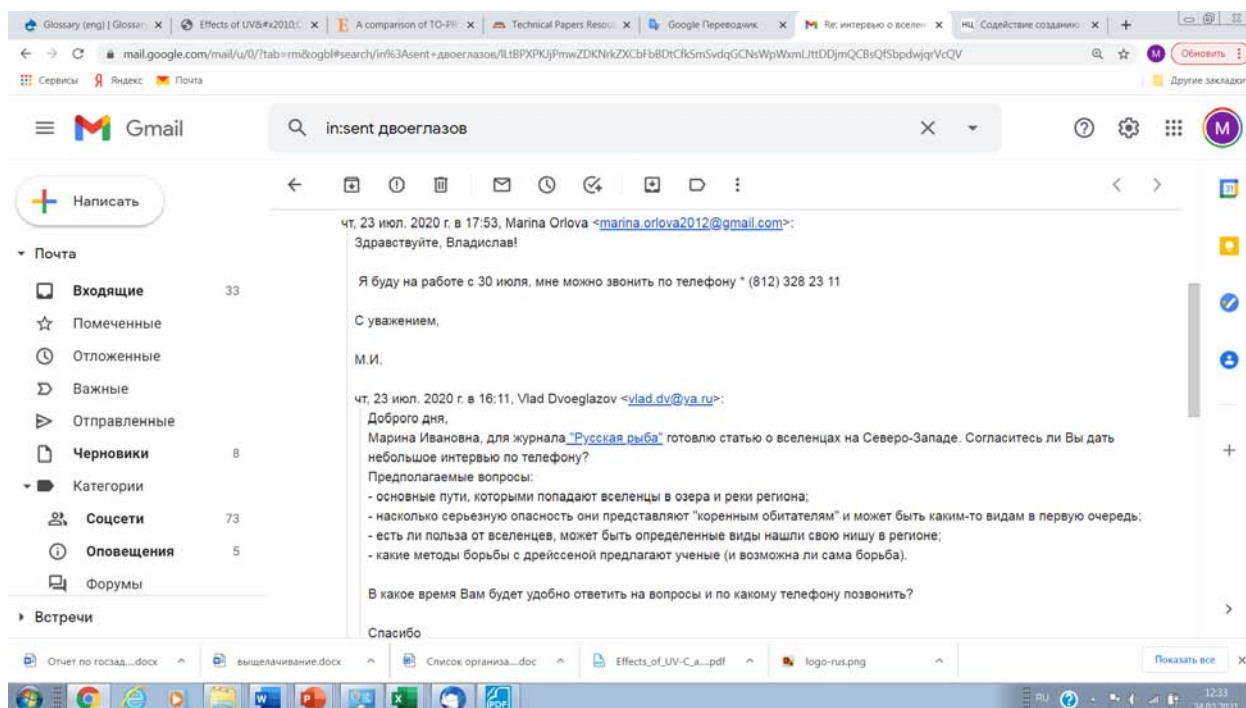 Glossary (eng) | Glossar
Effects of UV&#x2010;
A comparison of TO-PR
Technical Papers Resou
Google Переводчик
Re: интервью о вселен
Содействие созданию
mail.google.com/mail/u/0/?tab=rm&ogbl#search/in%3Asent+двоеглазов/
Обновить
Сервисы
Яндекс
Почта
Другие закладки
Gmail
in:sent двоеглазов
M
Написать
Почта
Входящие 33
Помеченные
Отложенные
Важные
Отправленные
Черновики 8
Категории
Соцсети 73
Оповещения 5
Форумы
Встречи
чт, 23 июл. 2020 г. в 17:53, Marina Orlova <marina.orlova2012@gmail.com>:
Здравствуйте, Владислав!
Я буду на работе с 30 июля, мне можно звонить по телефону * (812) 328 23 11
С уважением,
М.И.
чт, 23 июл. 2020 г. в 16:11, Vlad Dvoeglazov <vlad.dv@ya.ru>:
Доброго дня,
Марина Ивановна, для журнала "Русская рыба" готовлю статью о вселенцах на Северо-Западе. Согласитесь ли Вы дать
небольшое интервью по телефону?
Предполагаемые вопросы:
- основные пути, которыми попадают вселенцы в озера и реки региона;
- насколько серьезную опасность они представляют "коренным обитателям" и может быть каким-то видам в первую очередь;
- есть ли польза от вселенцев, может быть определенные виды нашли свою нишу в регионе;
- какие методы борьбы с дрейссеной предлагают ученые (и возможна ли сама борьба).
В какое время Вам будет удобно ответить на вопросы и по какому телефону позвонить?
Спасибо
Отчет по госзад....docx
выщелачивание.docx
Список организа....doc
Effects_of_UV-C_a....pdf
logo-rus.png
Показать все
RU
12:33
24.02.2021